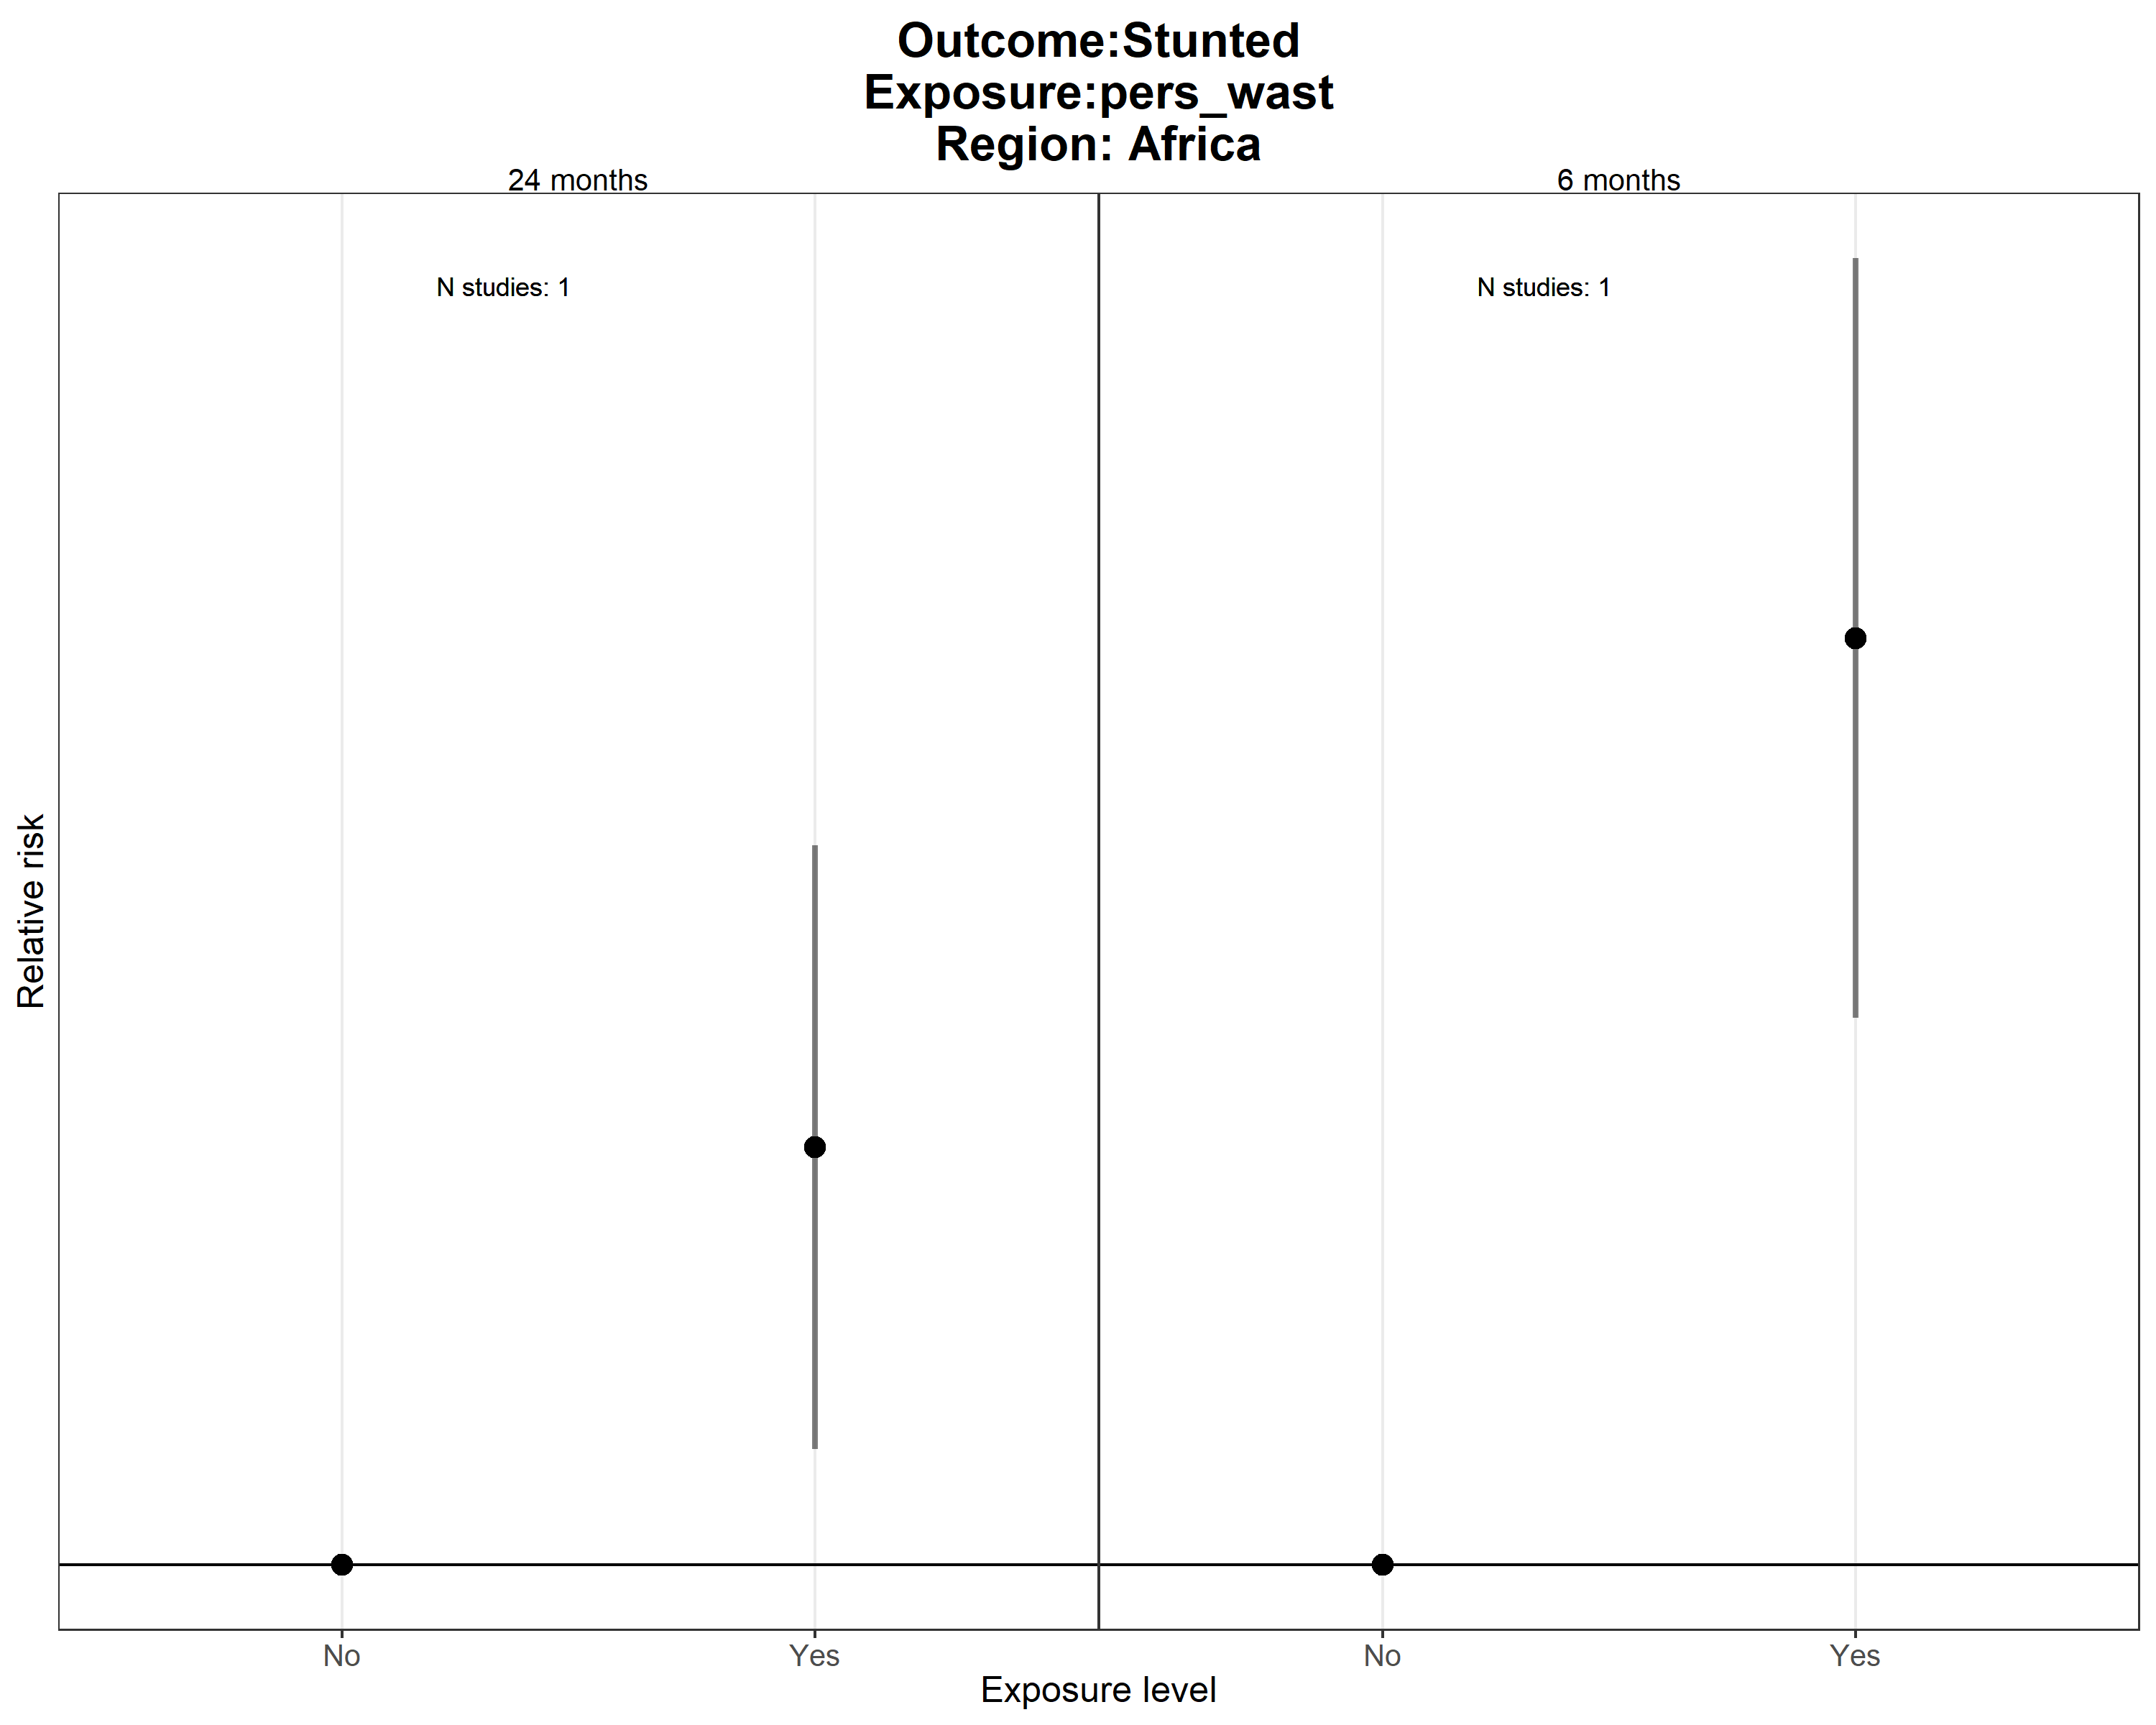 Outcome:Stunted
Exposure:pers_wast
Region: Africa
24 months
6 months
N studies: 1
N studies: 1
Relative risk
No
Yes
No
Yes
Exposure level